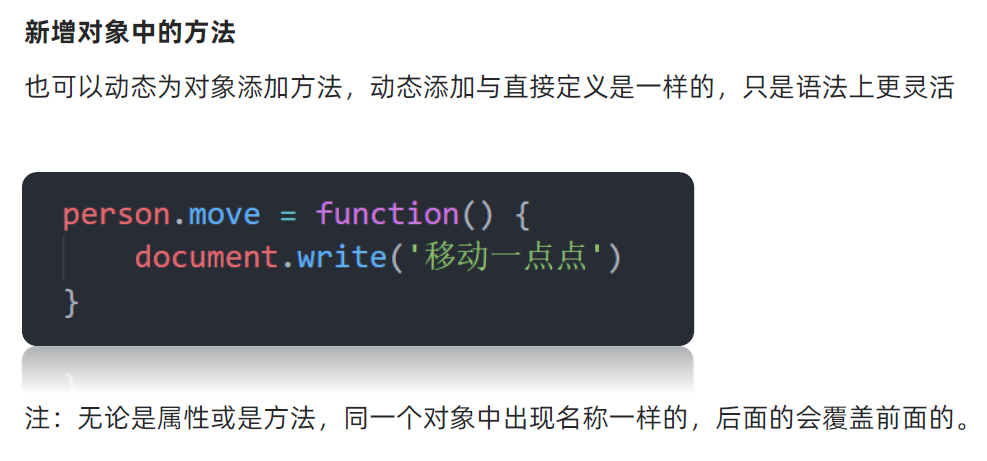 新增对象中的方法
也可以动态为对象添加方法，动态添加与直接定义是一样的，只是语法上更灵活
person.move = function() {
    document.write('移动一点点')
}
注：无论是属性或是方法，同一个对象中出现名称一样的，后面的会覆盖前面的。